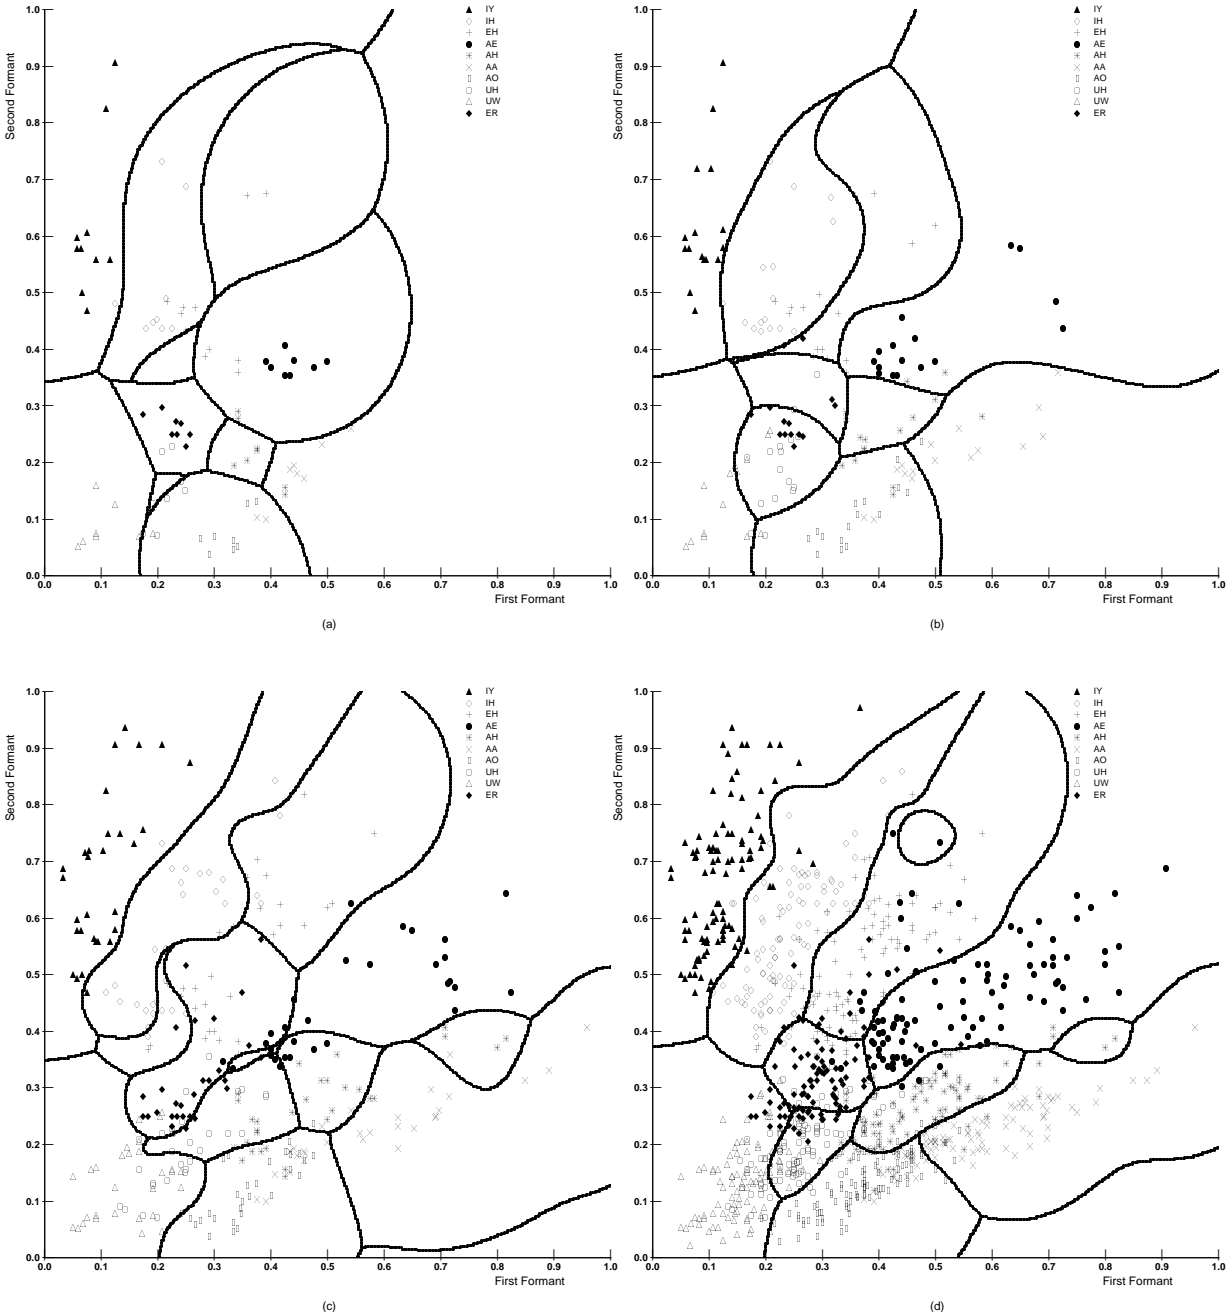 1.0
0.9
0.8
0.7
0.6
0.5
0.4
0.3
0.2
0.1
0.0
Second Formant
IY
IH
EH
AE
AH
AA
AO
UH
UW
ER
0.0 0.1 0.2 0.3 0.4 0.5 0.6 0.7 0.8 0.9 1.0
First Formant
(a)
1.0
0.9
0.8
0.7
0.6
0.5
0.4
0.3
0.2
0.1
0.0
Second Formant
IY
IH
EH
AE
AH
AA
AO
UH
UW
ER
0.0 0.1 0.2 0.3 0.4 0.5 0.6 0.7 0.8 0.9 1.0
First Formant
(b)
1.0
0.9
0.8
0.7
0.6
0.5
0.4
0.3
0.2
0.1
0.0
Second Formant
IY
IH
EH
AE
AH
AA
AO
UH
UW
ER
0.0 0.1 0.2 0.3 0.4 0.5 0.6 0.7 0.8 0.9 1.0
First Formant
(c)
1.0
0.9
0.8
0.7
0.6
0.5
0.4
0.3
0.2
0.1
0.0
Second Formant
IY
IH
EH
AE
AH
AA
AO
UH
UW
ER
0.0 0.1 0.2 0.3 0.4 0.5 0.6 0.7 0.8 0.9 1.0
First Formant
(d)